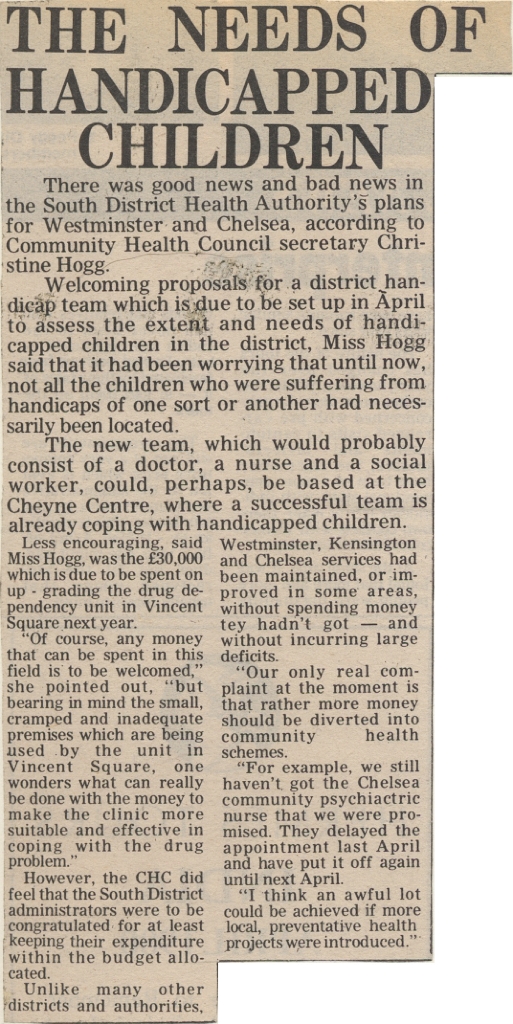 THE NEEDS OF
HANDICAPPED
CHILDREN
There was good news and bad news in
the South District Health Authority's plans
for Westminster and Chelsea, according to
Community Health Council secretary Chri-
stine Hogg.
Welcoming proposals for a district han-
dicap team which is due to be set up in April
to assess the extent and needs of handi-
capped children in the district, Miss Hogg
said that it had been worrying that until now,
not all the children who were suffering from
handicaps of one sort or another had neces-
sarily been located.
The new team, which would probably
consist of a doctor, a nurse and a social
worker, could, perhaps, be based at the
Cheyne Centre, where a successful team is
already coping with handicapped children.
Less encouraging, said
Miss Hogg, was the £30,000
which is due to be spent on
up - grading the drug de-
pendency unit in Vincent
Square next year.
"Of course, any money
that can be spent in this
field is to be welcomed,"
she pointed out, "but
bearing in mind the small,
cramped and inadequate
premises which are being
used by the unit in
Vincent Square, one
wonders what can really
be done with the money to
make the clinic more
suitable and effective in
coping with the drug
problem."
However, the CHC did
feel that the South District
administrators were to be
congratulated for at least
keeping their expenditure
within the budget allo-
cated.
Unlike many other
districts and authorities,
Westminster, Kensington
and Chelsea services had
been maintained, or im-
proved in some areas,
without spending money
tey hadn't got — and
without incurring large
deficits.
"Our only real com-
plaint at the moment is
that rather more money
should be diverted into
community health
schemes.
"For example, we still
haven't got the Chelsea
community psychiactric
nurse that we were pro-
mised. They delayed the
appointment last April
and have put it off again
until next April.
"I think an awful lot
could be achieved if more
local, preventative health
projects were introduced."